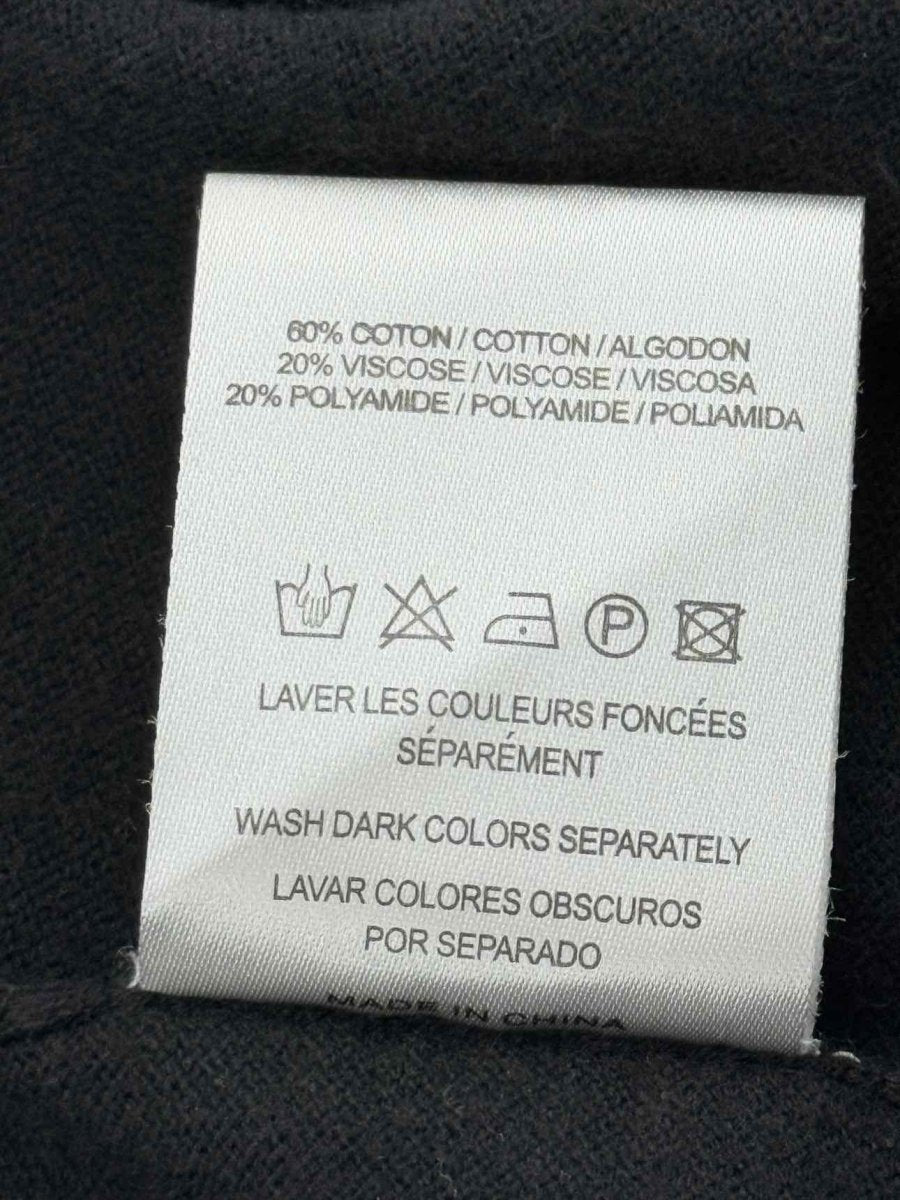 60% COTON / COTTON / ALGODON
20% VISCOSE / VISCOSE / VISCOSA
20% POLYAMIDE / POLYAMIDE / POLIAMIDA
P
LAVER LES COULEURS FONCÉES
SÉPARÉMENT
WASH DARK COLORS SEPARATELY
LAVAR COLORES OBSCUROS
POR SEPARADO
MADE IN CHINA